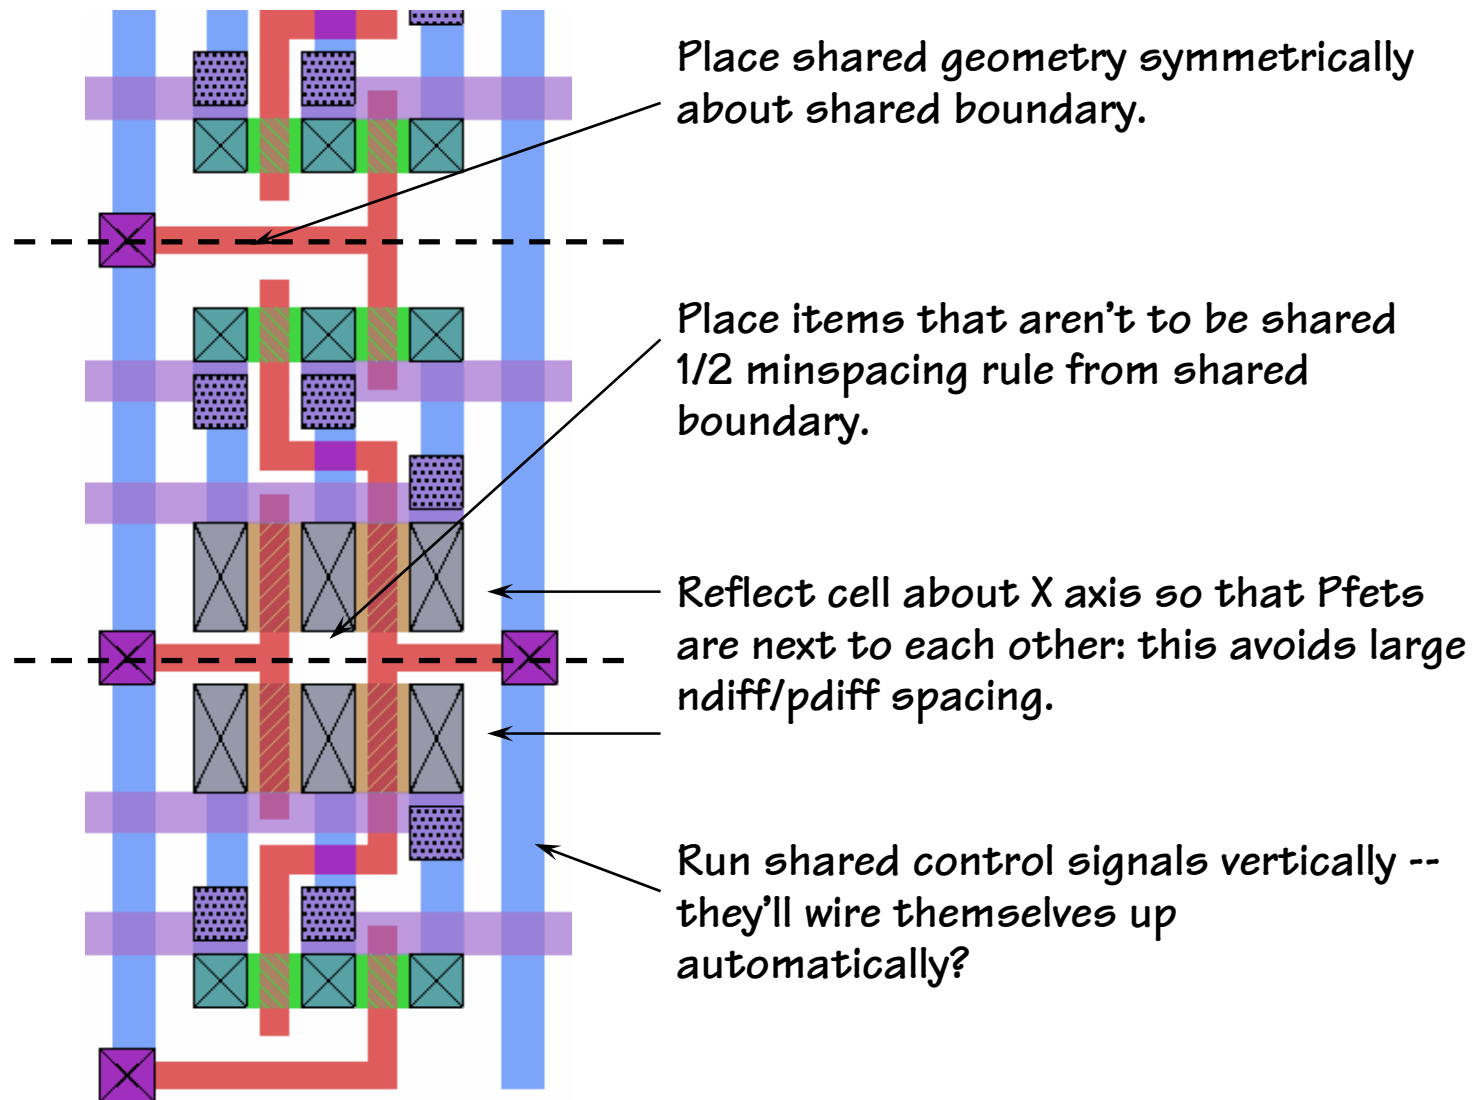 Place shared geometry symmetrically
about shared boundary.
Place items that aren't to be shared
1/2 minspacing rule from shared
boundary.
Reflect cell about X axis so that Pfets
are next to each other: this avoids large
ndiff/pdiff spacing.
Run shared control signals vertically --
they'll wire themselves up
automatically?